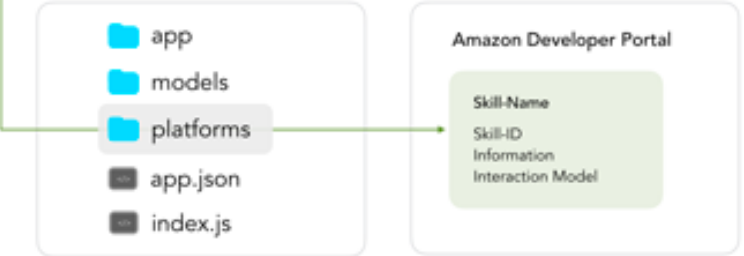 app
models
platforms
app.json
index.js
Amazon Developer Portal
Skill-Name
Skill-ID
Information
Interaction Model